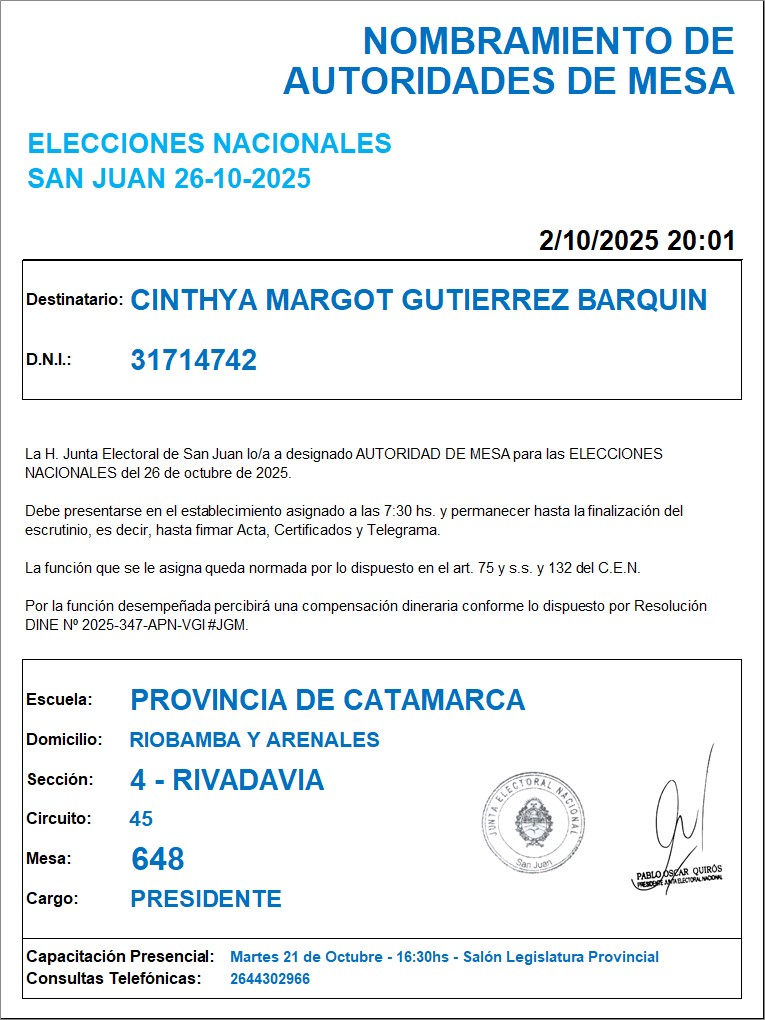 NOMBRAMIENTO DE
AUTORIDADES DE MESA
ELECCIONES NACIONALES
SAN JUAN 26-10-2025
2/10/2025 20:01
Destinatario: CINTHYA MARGOT GUTIERREZ BARQUIN
D.N.I.: 31714742
La H. Junta Electoral de San Juan lo/a a designado AUTORIDAD DE MESA para las ELECCIONES
NACIONALES del 26 de octubre de 2025.
Debe presentarse en el establecimiento asignado a las 7:30 hs. y permanecer hasta la finalización del
escrutinio, es decir, hasta firmar Acta, Certificados y Telegrama.
La función que se le asigna queda normada por lo dispuesto en el art. 75 y s.s. y 132 del C.E.N.
Por la función desempeñada percibirá una compensación dineraria conforme lo dispuesto por Resolución
DINE Nº 2025-347-APN-VGI#JGM.
Escuela: PROVINCIA DE CATAMARCA
Domicilio: RIOBAMBA Y ARENALES
Sección: 4 - RIVADAVIA
Circuito: 45
Mesa: 648
Cargo: PRESIDENTE
JUNTA ELECTORAL NACIONAL
San Juan
PABLO OSCAR QUIRÓS
PRESIDENTE JUNTA ELECTORAL NACIONAL
Capacitación Presencial: Martes 21 de Octubre - 16:30hs - Salón Legislatura Provincial
Consultas Telefónicas: 2644302966